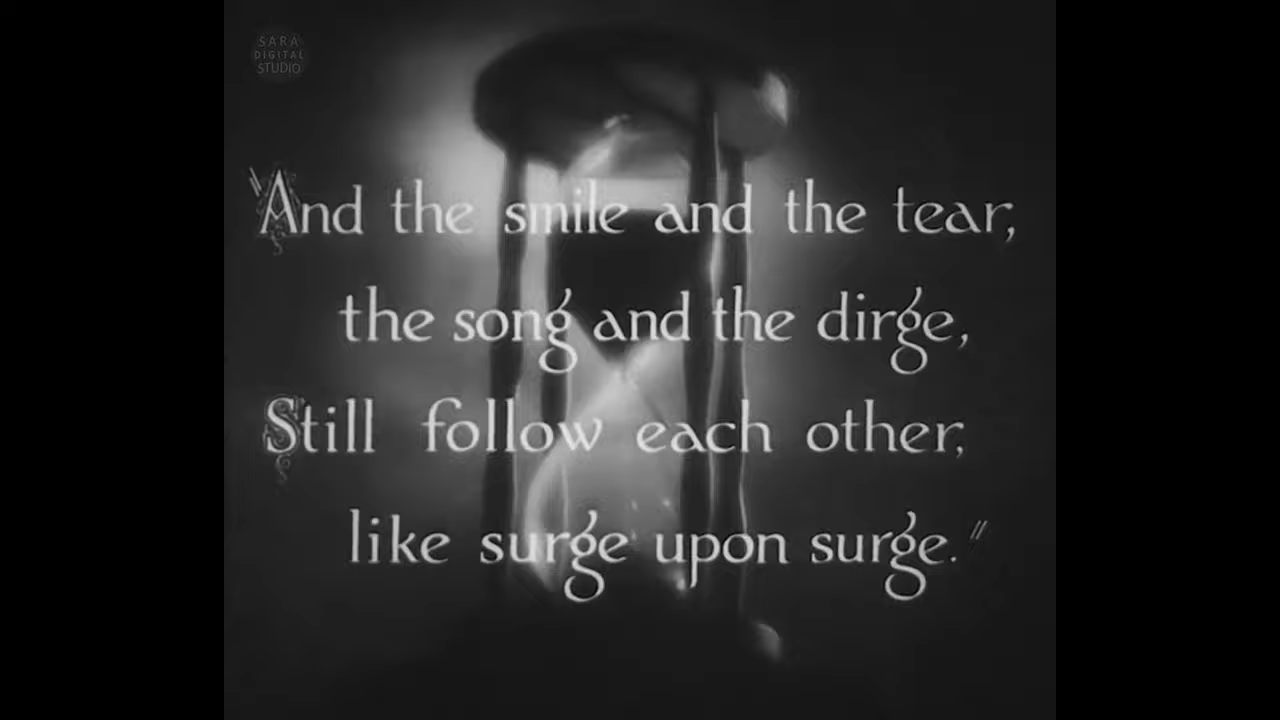 SARA
DIGITAL
STUDIO
"And the smile and the tear,
the song and the dirge,
Still follow each other,
like surge upon surge."